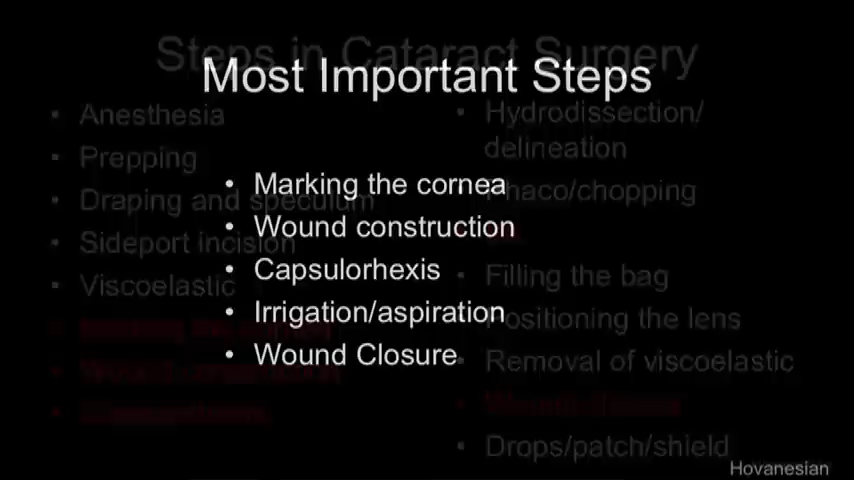 Steps in Cataract Surgery
Most Important Steps
• Anesthesia
• Prepping
• Draping and speculum
• Sideport incision
• Viscoelastic
• Marking the cornea
• Wound construction
• Capsulorhexis
• Irrigation/aspiration
• Wound Closure
• Hydrodissection/
delineation
• Phaco/chopping
• Filling the bag
• Positioning the lens
• Removal of viscoelastic
• Drops/patch/shield
Hovanesian